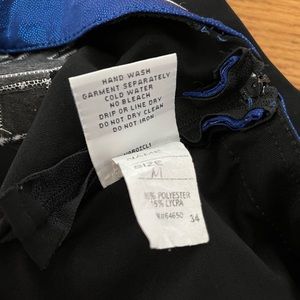 HAND WASH
GARMENT SEPARATELY
COLD WATER
NO BLEACH
DRIP OR LINE DRY
DO NOT DRY CLEAN
DO NOT IRON
SIZE
M
POLYESTER
15% LYCRA
34